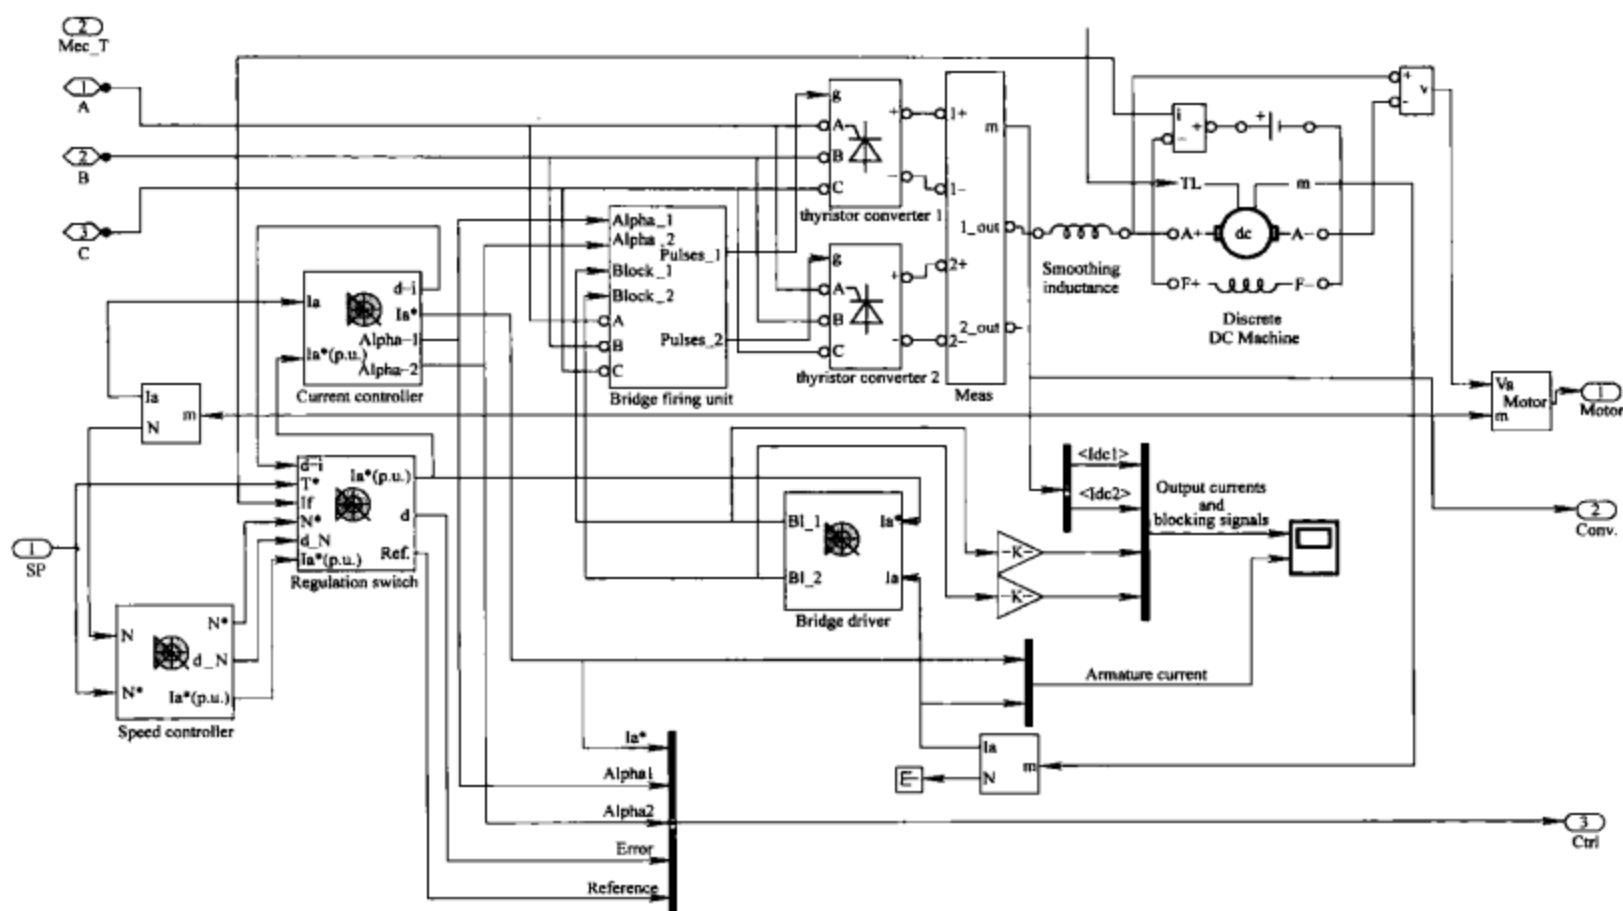 2
Mec_T
1
A
2
B
3
C
g
A
B
C
+
-
thyristor converter 1
g
A
B
C
+
-
thyristor converter 2
1+
1-
2+
2-
m
1_out
2_out
Meas
Smoothing
inductance
i
+
-
+
TL
m
A+
dc
A-
F+
F-
Discrete
DC Machine
+
-
v
Alpha_1
Alpha_2
Block_1
Block_2
A
B
C
Pulses_1
Pulses_2
Bridge firing unit
Ia
Ia*(p.u.)
d-i
Ia*
Alpha-1
Alpha-2
Current controller
Ia
N
m
Va
Motor
m
1
Motor
d-i
T*
If
N*
d_N
Ia*(p.u.)
Ia*(p.u.)
d
Ref.
Regulation switch
1
SP
N
N*
N*
d_N
Ia*(p.u.)
Speed controller
Bl_1
Bl_2
Ia*
Ia
Bridge driver
<Idc1>
<Idc2>
-K-
-K-
Output currents
and
blocking signals
2
Conv.
Armature current
Ia
N
m
Ia*
Alpha1
Alpha2
Error
Reference
3
Ctrl